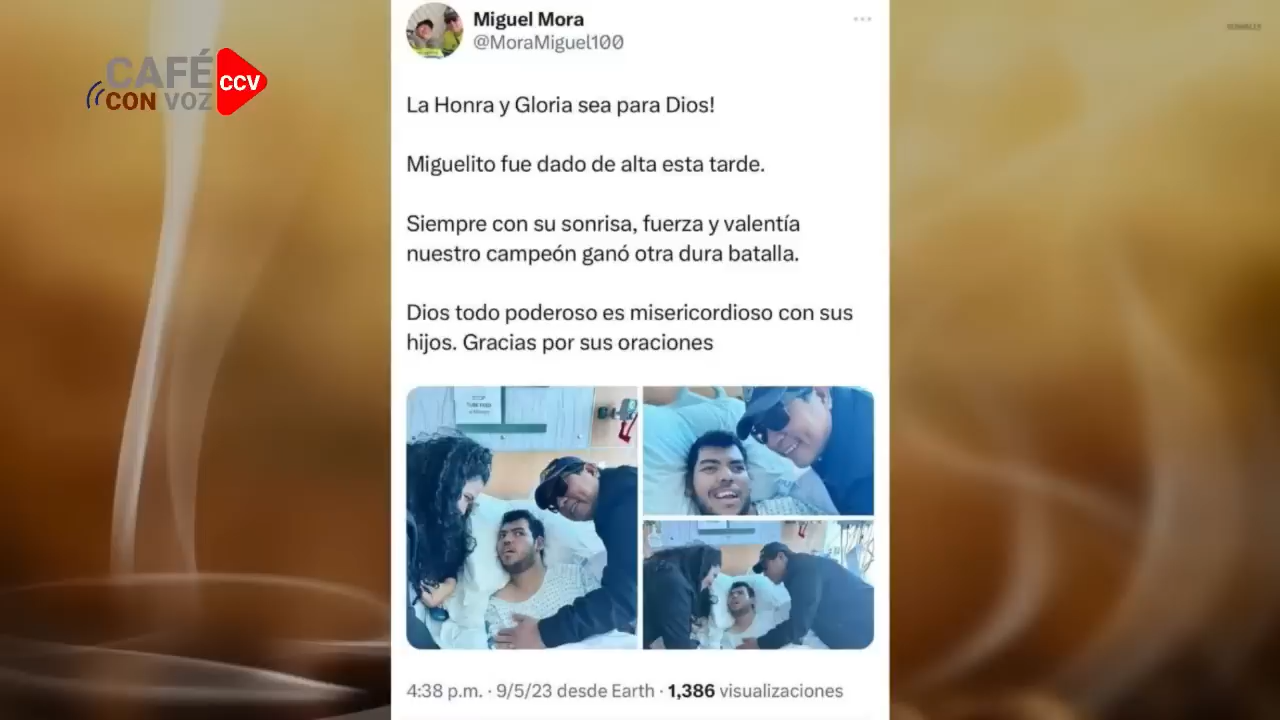 CAFÉ
CON VOZ
CCV
Miguel Mora
@MoraMiguel100
La Honra y Gloria sea para Dios!
Miguelito fue dado de alta esta tarde.
Siempre con su sonrisa, fuerza y valentía
nuestro campeón ganó otra dura batalla.
Dios todo poderoso es misericordioso con sus
hijos. Gracias por sus oraciones
STOP
4:38 p.m. · 9/5/23 desde Earth · 1,386 visualizaciones